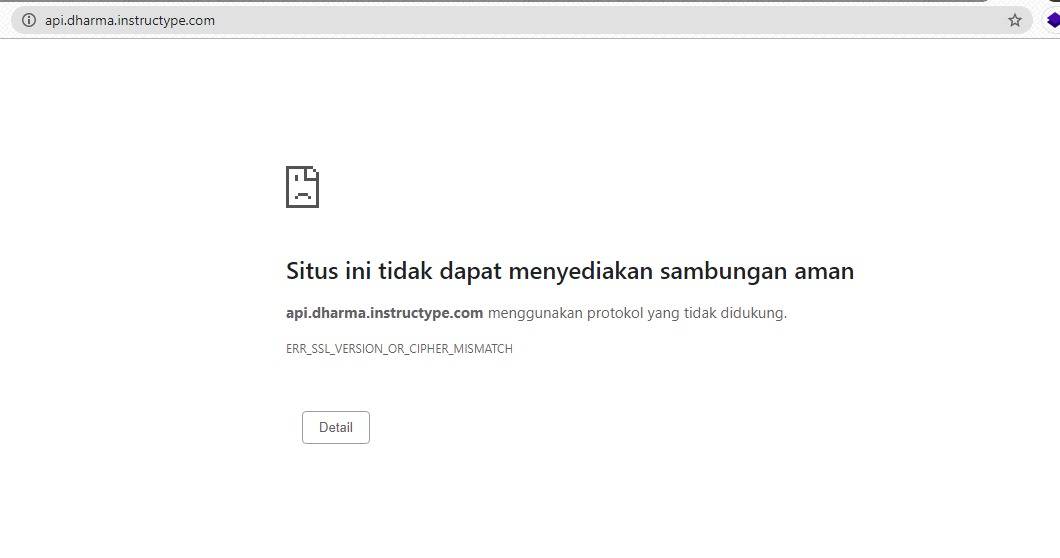 api.dharma.instructype.com
Situs ini tidak dapat menyediakan sambungan aman
api.dharma.instructype.com menggunakan protokol yang tidak didukung.
ERR_SSL_VERSION_OR_CIPHER_MISMATCH
Detail